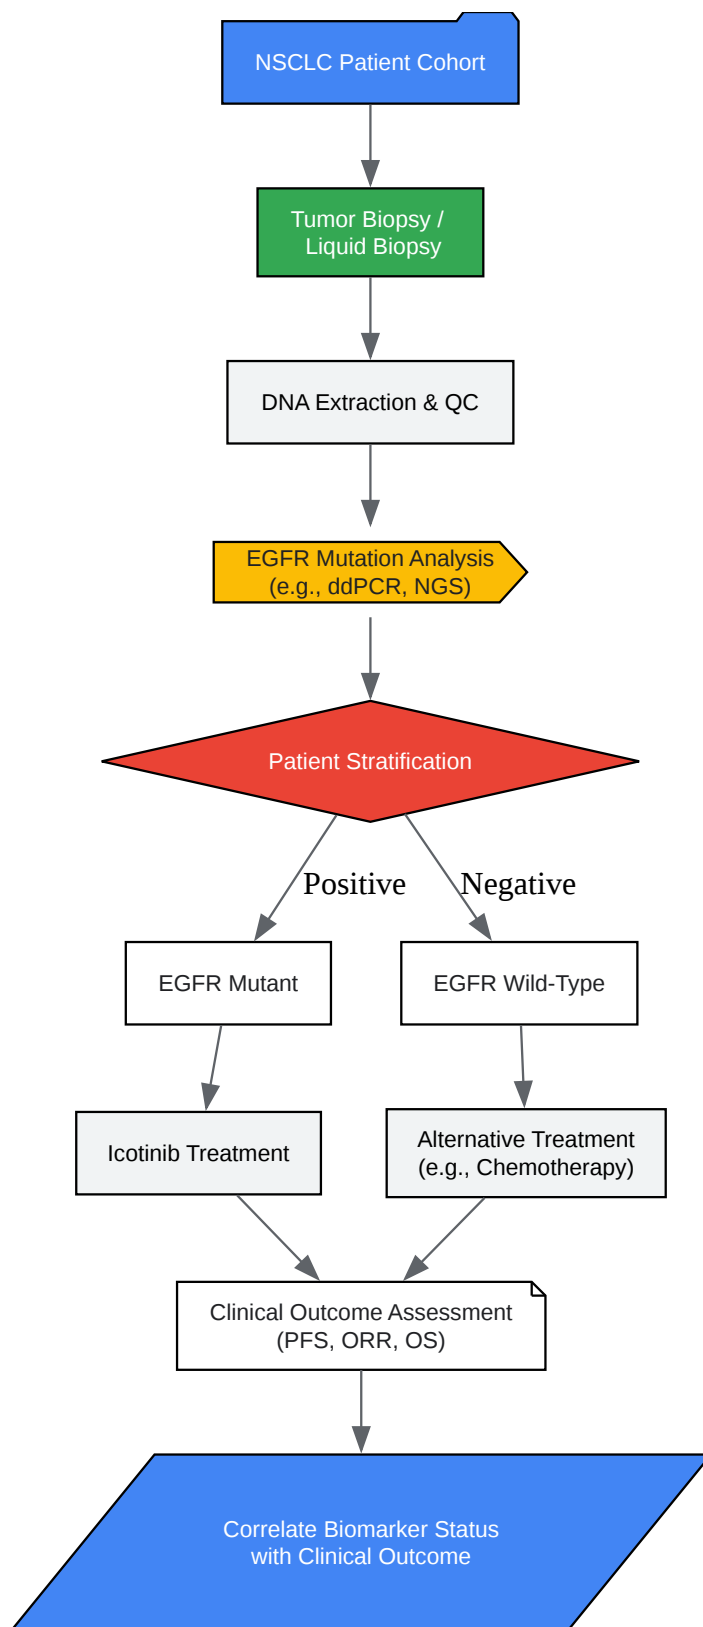 NSCLC Patient Cohort
Tumor Biopsy /
Liquid Biopsy
DNA Extraction & QC
EGFR Mutation Analysis
(e.g., ddPCR, NGS)
Patient Stratification
Positive
Negative
EGFR Mutant
EGFR Wild-Type
Icotinib Treatment
Alternative Treatment
(e.g., Chemotherapy)
Clinical Outcome Assessment
(PFS, ORR, OS)
Correlate Biomarker Status
with Clinical Outcome